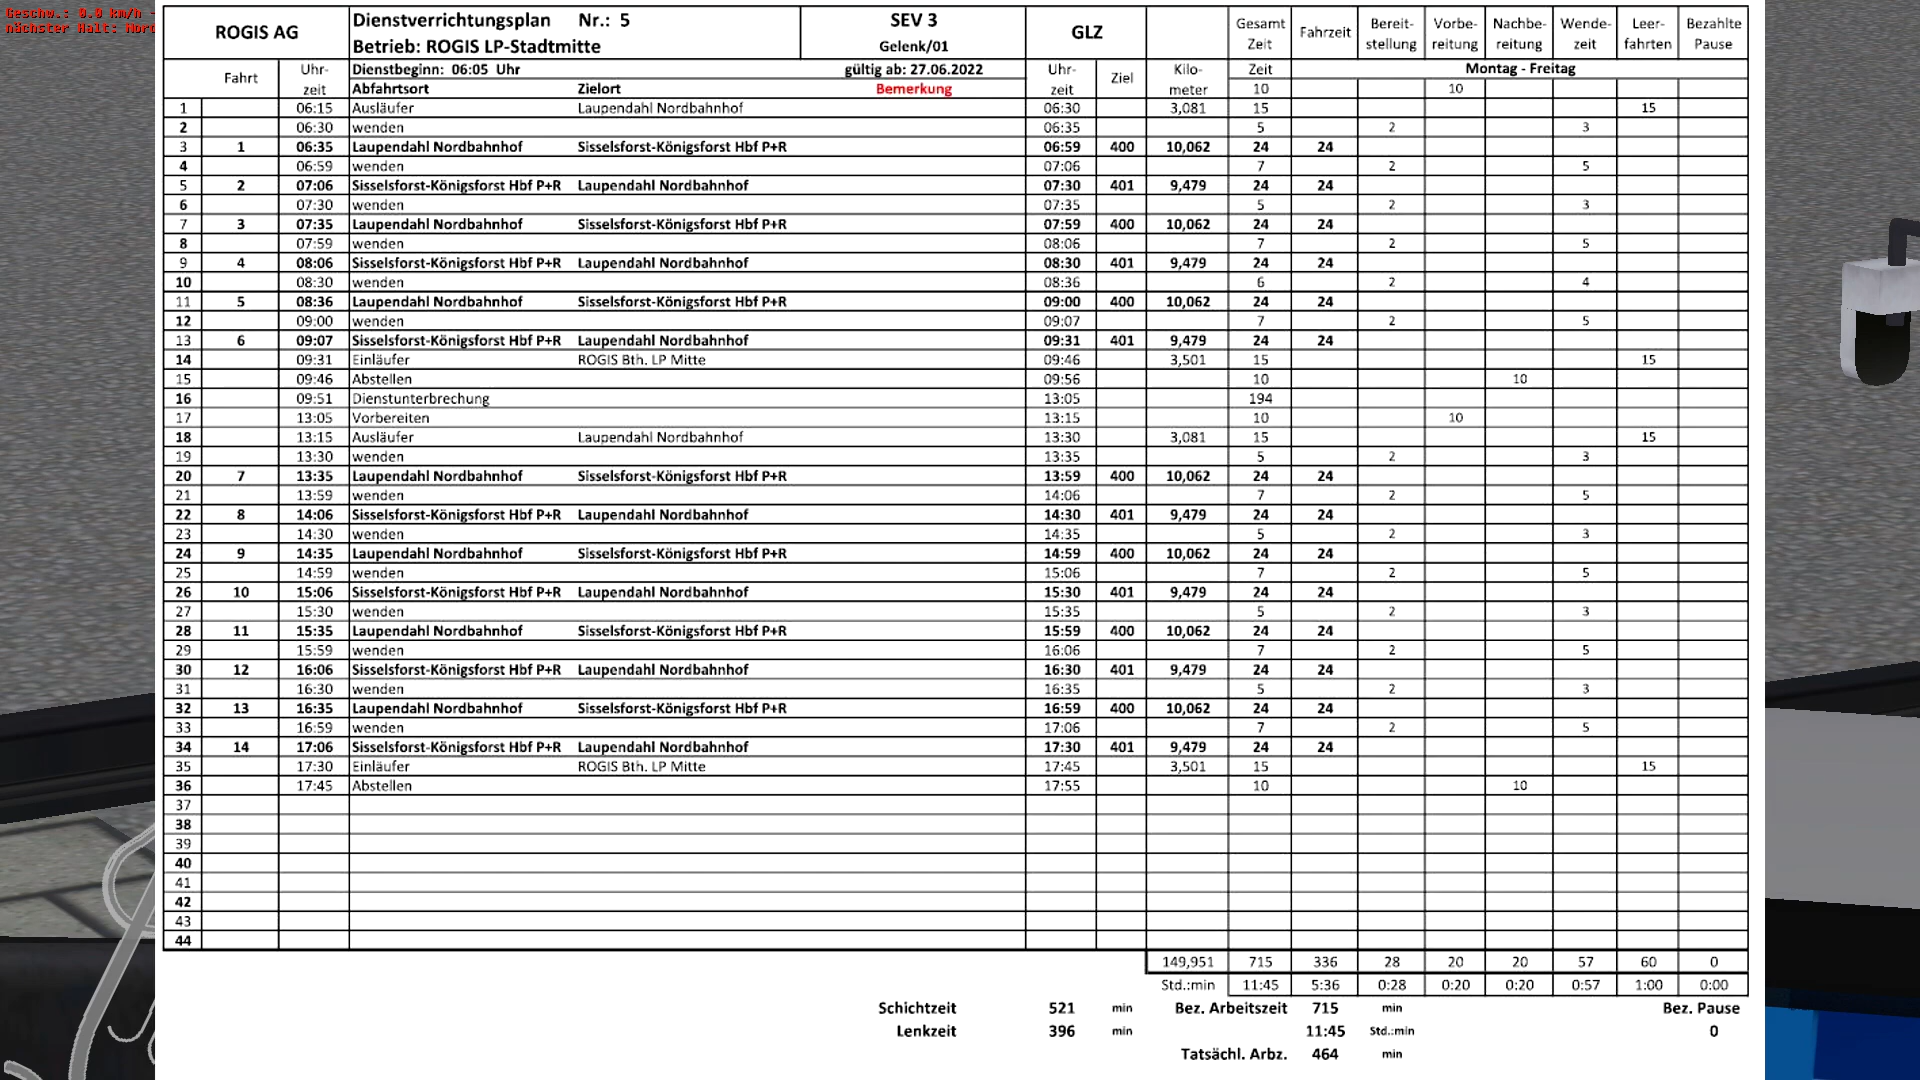 Geschw.: 0.0 km/h -
nächster Halt: Nord
ROGIS AG Dienstverrichtungsplan Nr.: 5 SEV 3 GLZ Gesamt Zeit Fahrzeit Bereit-stellung Vorbe-reitung Nachbe-reitung Wende-zeit Leer-fahrten Bezahlte Pause
Betrieb: ROGIS LP-Stadtmitte Gelenk/01
Fahrt Uhr-zeit Dienstbeginn: 06:05 Uhr gültig ab: 27.06.2022 Uhr-zeit Ziel Kilo-meter Zeit Montag - Freitag
Abfahrtsort Zielort Bemerkung 10 10
1 06:15 Ausläufer Laupendahl Nordbahnhof 06:30 3,081 15 15
2 06:30 wenden 06:35 5 2 3
3 1 06:35 Laupendahl Nordbahnhof Sisselsforst-Königsforst Hbf P+R 06:59 400 10,062 24 24
4 06:59 wenden 07:06 7 2 5
5 2 07:06 Sisselsforst-Königsforst Hbf P+R Laupendahl Nordbahnhof 07:30 401 9,479 24 24
6 07:30 wenden 07:35 5 2 3
7 3 07:35 Laupendahl Nordbahnhof Sisselsforst-Königsforst Hbf P+R 07:59 400 10,062 24 24
8 07:59 wenden 08:06 7 2 5
9 4 08:06 Sisselsforst-Königsforst Hbf P+R Laupendahl Nordbahnhof 08:30 401 9,479 24 24
10 08:30 wenden 08:36 6 2 4
11 5 08:36 Laupendahl Nordbahnhof Sisselsforst-Königsforst Hbf P+R 09:00 400 10,062 24 24
12 09:00 wenden 09:07 7 2 5
13 6 09:07 Sisselsforst-Königsforst Hbf P+R Laupendahl Nordbahnhof 09:31 401 9,479 24 24
14 09:31 Einläufer ROGIS Bth. LP Mitte 09:46 3,501 15 15
15 09:46 Abstellen 09:56 10 10
16 09:51 Dienstunterbrechung 13:05 194
17 13:05 Vorbereiten 13:15 10 10
18 13:15 Ausläufer Laupendahl Nordbahnhof 13:30 3,081 15 15
19 13:30 wenden 13:35 5 2 3
20 7 13:35 Laupendahl Nordbahnhof Sisselsforst-Königsforst Hbf P+R 13:59 400 10,062 24 24
21 13:59 wenden 14:06 7 2 5
22 8 14:06 Sisselsforst-Königsforst Hbf P+R Laupendahl Nordbahnhof 14:30 401 9,479 24 24
23 14:30 wenden 14:35 5 2 3
24 9 14:35 Laupendahl Nordbahnhof Sisselsforst-Königsforst Hbf P+R 14:59 400 10,062 24 24
25 14:59 wenden 15:06 7 2 5
26 10 15:06 Sisselsforst-Königsforst Hbf P+R Laupendahl Nordbahnhof 15:30 401 9,479 24 24
27 15:30 wenden 15:35 5 2 3
28 11 15:35 Laupendahl Nordbahnhof Sisselsforst-Königsforst Hbf P+R 15:59 400 10,062 24 24
29 15:59 wenden 16:06 7 2 5
30 12 16:06 Sisselsforst-Königsforst Hbf P+R Laupendahl Nordbahnhof 16:30 401 9,479 24 24
31 16:30 wenden 16:35 5 2 3
32 13 16:35 Laupendahl Nordbahnhof Sisselsforst-Königsforst Hbf P+R 16:59 400 10,062 24 24
33 16:59 wenden 17:06 7 2 5
34 14 17:06 Sisselsforst-Königsforst Hbf P+R Laupendahl Nordbahnhof 17:30 401 9,479 24 24
35 17:30 Einläufer ROGIS Bth. LP Mitte 17:45 3,501 15 15
36 17:45 Abstellen 17:55 10 10
37
38
39
40
41
42
43
44
149,951 715 336 28 20 20 57 60 0
Std.:min 11:45 5:36 0:28 0:20 0:20 0:57 1:00 0:00
Schichtzeit 521 min Bez. Arbeitszeit 715 min Bez. Pause
Lenkzeit 396 min 11:45 Std.:min 0
Tatsächl. Arbz. 464 min